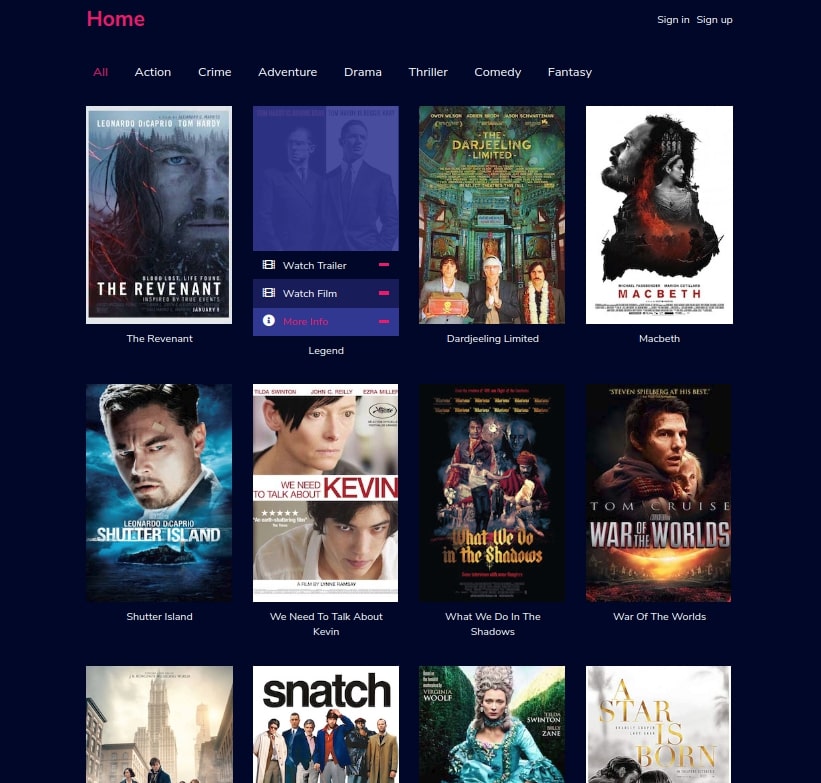 Home
Sign in Sign up
All Action Crime Adventure Drama Thriller Comedy Fantasy
LEONARDO DiCAPRIO TOM HARDY
BLOOD LOST. LIFE FOUND.
THE REVENANT
INSPIRED BY TRUE EVENTS
JANUARY 8
The Revenant
Watch Trailer
Watch Film
More Info
Legend
OWEN WILSON ADRIEN BRODY JASON SCHWARTZMAN
·THE·
DARJEELING
LIMITED·
Dardjeeling Limited
MICHAEL FASSBENDER MARION COTILLARD
MACBETH
Macbeth
LEONARDO DiCAPRIO
SHUTTER ISLAND
Shutter Island
TILDA SWINTON JOHN C. REILLY EZRA MILLER
WE NEED
TO TALK ABOUT KEVIN
A FILM BY LYNNE RAMSAY
We Need To Talk About
Kevin
What We Do
in the Shadows
What We Do In The
Shadows
"STEVEN SPIELBERG AT HIS BEST."
TOM CRUISE
WAR OF THE WORLDS
War Of The Worlds
snatch
VIRGINIA
WOOLF
TILDA
SWINTON
BILLY
ZANE
A
STAR
IS
BORN